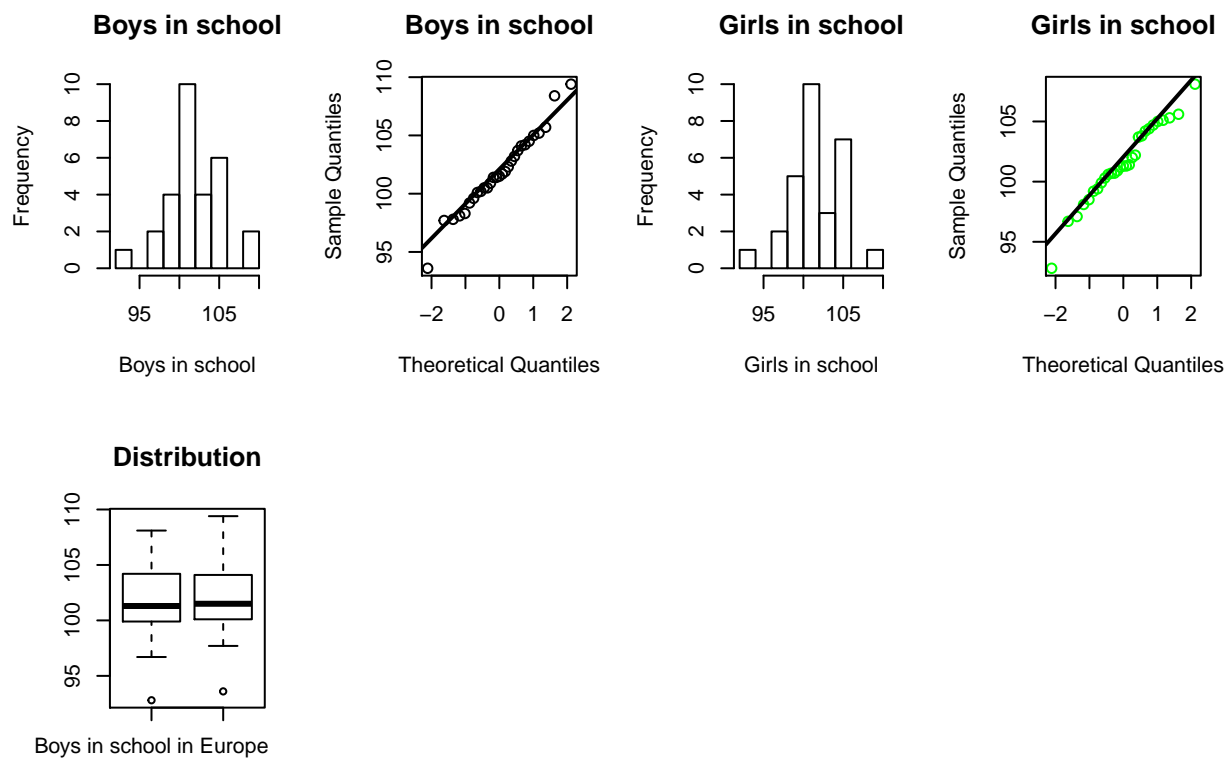 Boys in school
Frequency
0 2 4 6 8 10
95 105
Boys in school
Boys in school
Sample Quantiles
95 100 105 110
−2 0 1 2
Theoretical Quantiles
Girls in school
Frequency
0 2 4 6 8 10
95 105
Girls in school
Girls in school
Sample Quantiles
95 100 105
−2 0 1 2
Theoretical Quantiles
Distribution
95 100 105 110
Boys in school in Europe